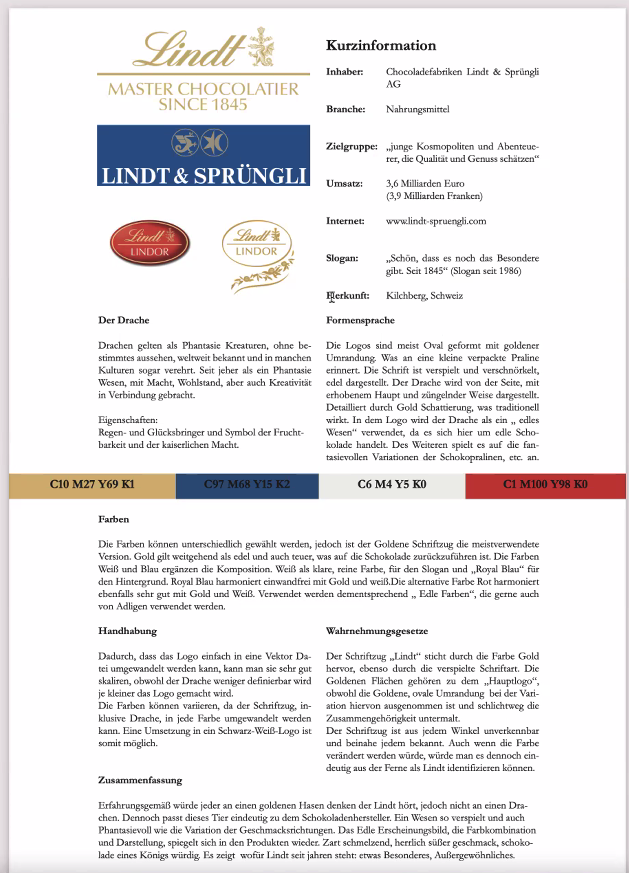 Lindt
MASTER CHOCOLATIER
SINCE 1845
LINDT & SPRÜNGLI
Lindt
LINDOR
Lindt
LINDOR
Kurzinformation
Inhaber: Chocoladefabriken Lindt & Sprüngli
AG
Branche: Nahrungsmittel
Zielgruppe: „junge Kosmopoliten und Abenteue-
rer, die Qualität und Genuss schätzen“
Umsatz: 3,6 Milliarden Euro
(3,9 Milliarden Franken)
Internet: www.lindt-spruengli.com
Slogan: „Schön, dass es noch das Besondere
gibt. Seit 1845“ (Slogan seit 1986)
Herkunft: Kilchberg, Schweiz
Der Drache
Drachen gelten als Phantasie Kreaturen, ohne be-
stimmtes aussehen, weltweit bekannt und in manchen
Kulturen sogar verehrt. Seit jeher als ein Phantasie
Wesen, mit Macht, Wohlstand, aber auch Kreativität
in Verbindung gebracht.
Eigenschaften:
Regen- und Glücksbringer und Symbol der Frucht-
barkeit und der kaiserlichen Macht.
Formensprache
Die Logos sind meist Oval geformt mit goldener
Umrandung. Was an eine kleine verpackte Praline
erinnert. Die Schrift ist verspielt und verschnörkelt,
edel dargestellt. Der Drache wird von der Seite, mit
erhobenem Haupt und züngelnder Weise dargestellt.
Detailliert durch Gold Schattierung, was traditionell
wirkt. In dem Logo wird der Drache als ein „ edles
Wesen“ verwendet, da es sich hier um edle Scho-
kolade handelt. Des Weiteren spielt es auf die fan-
tasievollen Variationen der Schokopralinen, etc. an.
C10 M27 Y69 K1
C97 M68 Y15 K2
C6 M4 Y5 K0
C1 M100 Y98 K0
Farben
Die Farben können unterschiedlich gewählt werden, jedoch ist der Goldene Schriftzug die meistverwendete
Version. Gold gilt weitgehend als edel und auch teuer, was auf die Schokolade zurückzuführen ist. Die Farben
Weiß und Blau ergänzen die Komposition. Weiß als klare, reine Farbe, für den Slogan und „Royal Blau“ für
den Hintergrund. Royal Blau harmoniert einwandfrei mit Gold und weiß.Die alternative Farbe Rot harmoniert
ebenfalls sehr gut mit Gold und Weiß. Verwendet werden dementsprechend „ Edle Farben“, die gerne auch
von Adligen verwendet werden.
Handhabung
Dadurch, dass das Logo einfach in eine Vektor Da-
tei umgewandelt werden kann, kann man sie sehr gut
skaliren, obwohl der Drache weniger definierbar wird
je kleiner das Logo gemacht wird.
Die Farben können variieren, da der Schriftzug, in-
klusive Drache, in jede Farbe umgewandelt werden
kann. Eine Umsetzung in ein Schwarz-Weiß-Logo ist
somit möglich.
Wahrnehmungsgesetze
Der Schriftzug „Lindt“ sticht durch die Farbe Gold
hervor, ebenso durch die verspielte Schriftart. Die
Goldenen Flächen gehören zu dem „Hauptlogo“,
obwohl die Goldene, ovale Umrandung bei der Vari-
ation hiervon ausgenommen ist und schlichtweg die
Zusammengehörigkeit untermalt.
Der Schriftzug ist aus jedem Winkel unverkennbar
und beinahe jedem bekannt. Auch wenn die Farbe
verändert werden würde, würde man es dennoch ein-
deutig aus der Ferne als Lindt identifizieren können.
Zusammenfassung
Erfahrungsgemäß würde jeder an einen goldenen Hasen denken der Lindt hört, jedoch nicht an einen Dra-
chen. Dennoch passt dieses Tier eindeutig zu dem Schokoladenhersteller. Ein Wesen so verspielt und auch
Phantasievoll wie die Variation der Geschmacksrichtungen. Das Edle Erscheinungsbild, die Farbkombination
und Darstellung, spiegelt sich in den Produkten wieder. Zart schmelzend, herrlich süßer geschmack, schoko-
lade eines Königs würdig. Es zeigt wofür Lindt seit jahren steht: etwas Besonderes, Außergewöhnliches.